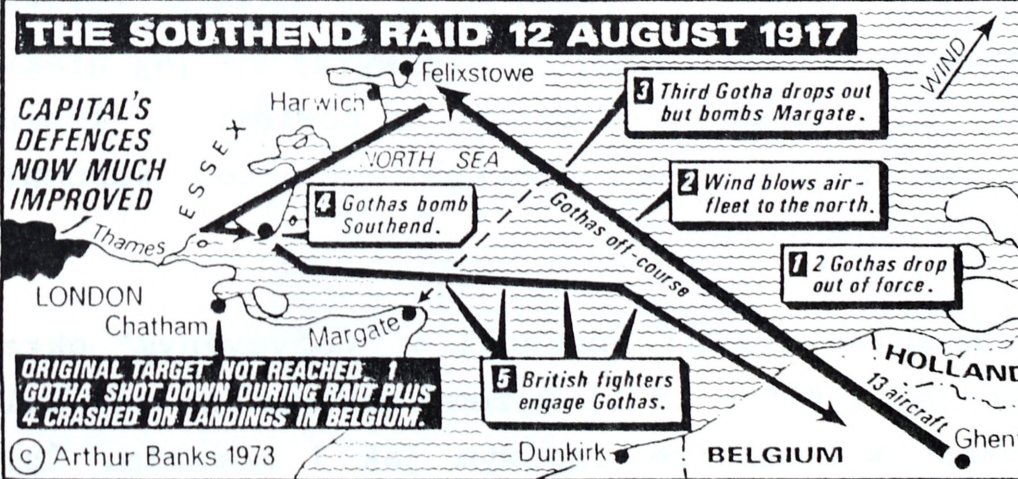 THE SOUTHEND RAID 12 AUGUST 1917
WIND
CAPITAL'S
DEFENCES
NOW MUCH
IMPROVED
Felixstowe
Harwich
ESSEX
NORTH SEA
3 Third Gotha drops out
but bombs Margate.
2 Wind blows air-
fleet to the north.
4 Gothas bomb
Southend.
Gothas off-course
1 2 Gothas drop
out of force.
Thames
LONDON
Chatham
Margate
HOLLAND
13 aircraft
ORIGINAL TARGET NOT REACHED. 1
GOTHA SHOT DOWN DURING RAID PLUS
4 CRASHED ON LANDINGS IN BELGIUM.
5 British fighters
engage Gothas.
Ghen
© Arthur Banks 1973
Dunkirk
BELGIUM